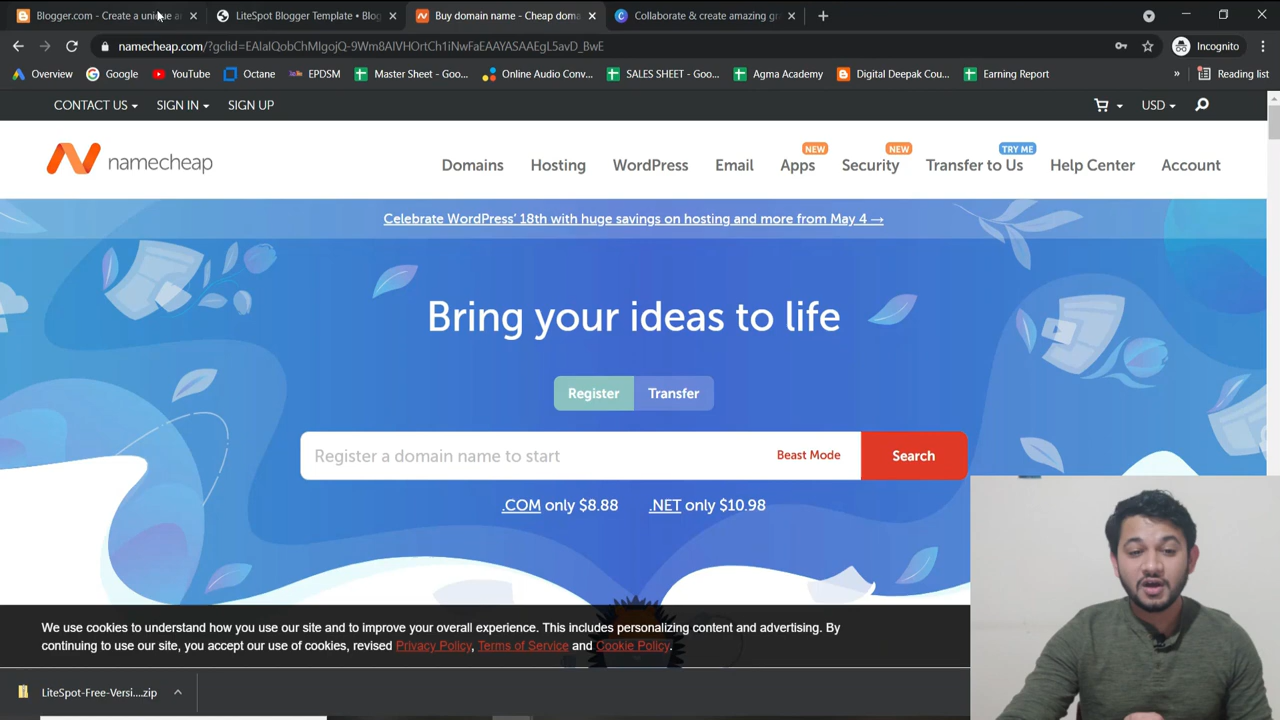 Blogger.com - Create a unique a
LiteSpot Blogger Template • Blog
Buy domain name - Cheap doma
Collaborate & create amazing gr
namecheap.com/?gclid=EAIaIQobChMIgojQ-9Wm8AIVHOrtCh1iNwFaEAAYASAAEgL5avD_BwE
Incognito
Overview Google YouTube Octane EPDSM Master Sheet - Goo... Online Audio Conv... SALES SHEET - Goo... Agma Academy Digital Deepak Cou... Earning Report » Reading list
CONTACT US SIGN IN SIGN UP USD
namecheap
Domains Hosting WordPress Email Apps NEW Security NEW Transfer to Us TRY ME Help Center Account
Celebrate WordPress' 18th with huge savings on hosting and more from May 4 →
Bring your ideas to life
Register Transfer
Register a domain name to start Beast Mode Search
.COM only $8.88 .NET only $10.98
We use cookies to understand how you use our site and to improve your overall experience. This includes personalizing content and advertising. By
continuing to use our site, you accept our use of cookies, revised Privacy Policy, Terms of Service and Cookie Policy.
LiteSpot-Free-Versi....zip